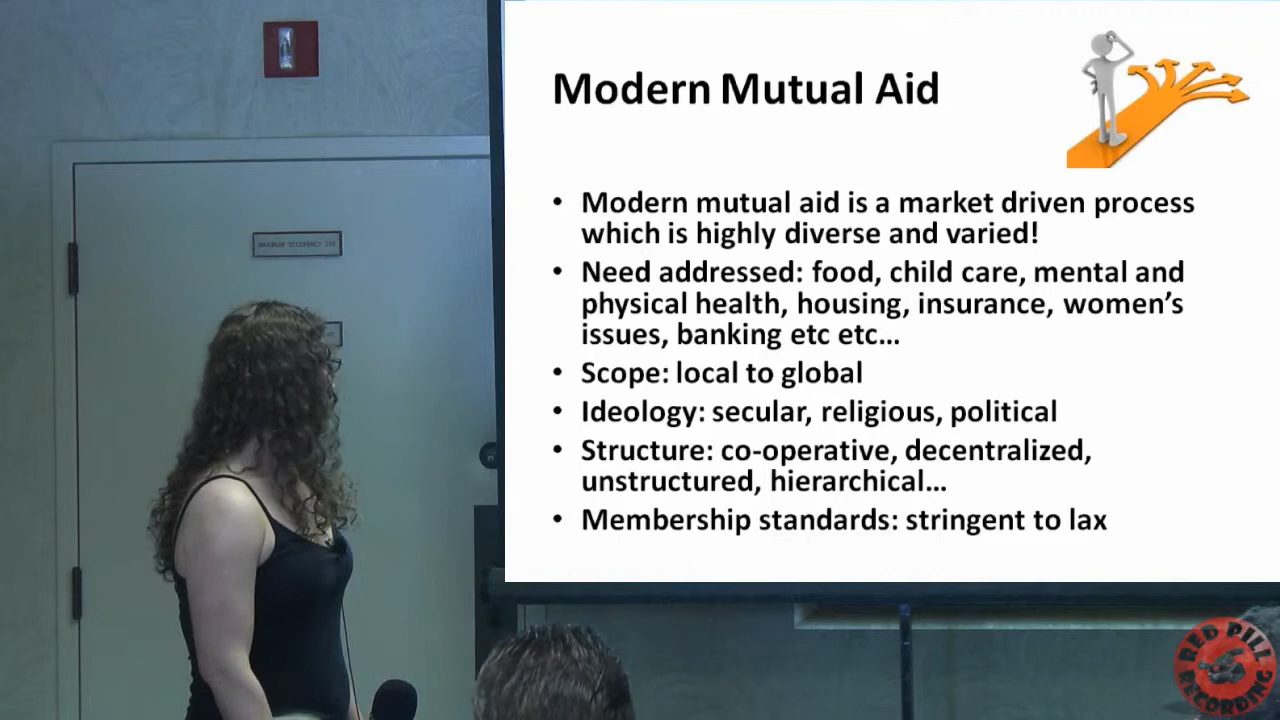 Modern Mutual Aid
• Modern mutual aid is a market driven process
which is highly diverse and varied!
• Need addressed: food, child care, mental and
physical health, housing, insurance, women’s
issues, banking etc etc…
• Scope: local to global
• Ideology: secular, religious, political
• Structure: co-operative, decentralized,
unstructured, hierarchical…
• Membership standards: stringent to lax
MAXIMUM OCCUPANCY
RED PILL
RECORDING